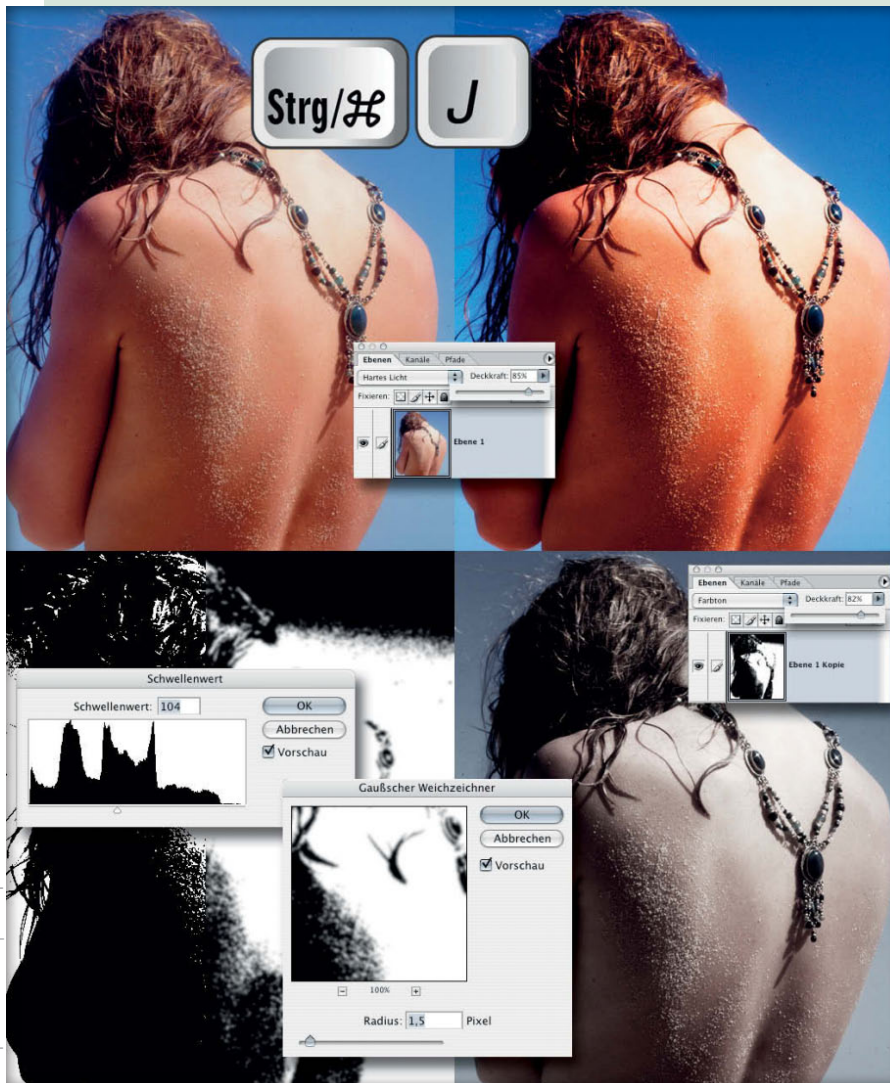 Strg/⌘ J
Ebenen Kanäle Pfade
Hartes Licht Deckkraft: 85%
Fixieren:
Ebene 1
Ebenen Kanäle Pfade
Farbton Deckkraft: 82%
Fixieren:
Ebene 1 Kopie
Schwellenwert
Schwellenwert: 104
OK
Abbrechen
Vorschau
Gaußscher Weichzeichner
OK
Abbrechen
Vorschau
100%
Radius: 1,5 Pixel